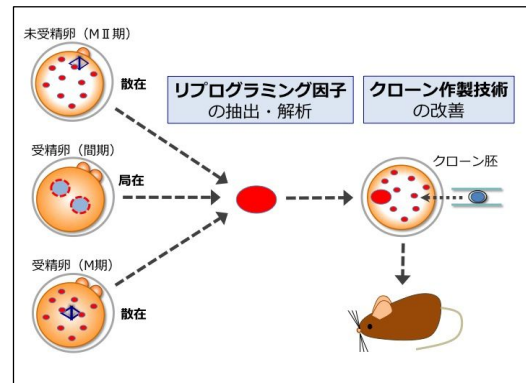 未受精卵（MⅡ期）
散在
リプログラミング因子
の抽出・解析
クローン作製技術
の改善
受精卵（間期）
局在
クローン胚
受精卵（M期）
散在